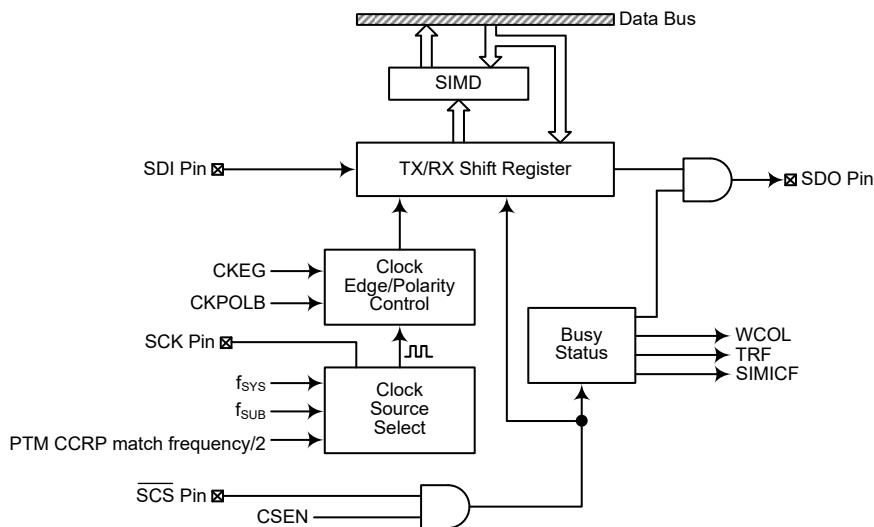 Data Bus
SIMD
SDI Pin
TX/RX Shift Register
SDO Pin
CKEG
CKPOLB
Clock
Edge/Polarity
Control
SCK Pin
Busy
Status
WCOL
TRF
SIMICF
fSYS
fSUB
PTM CCRP match frequency/2
Clock
Source
Select
SCS Pin
CSEN